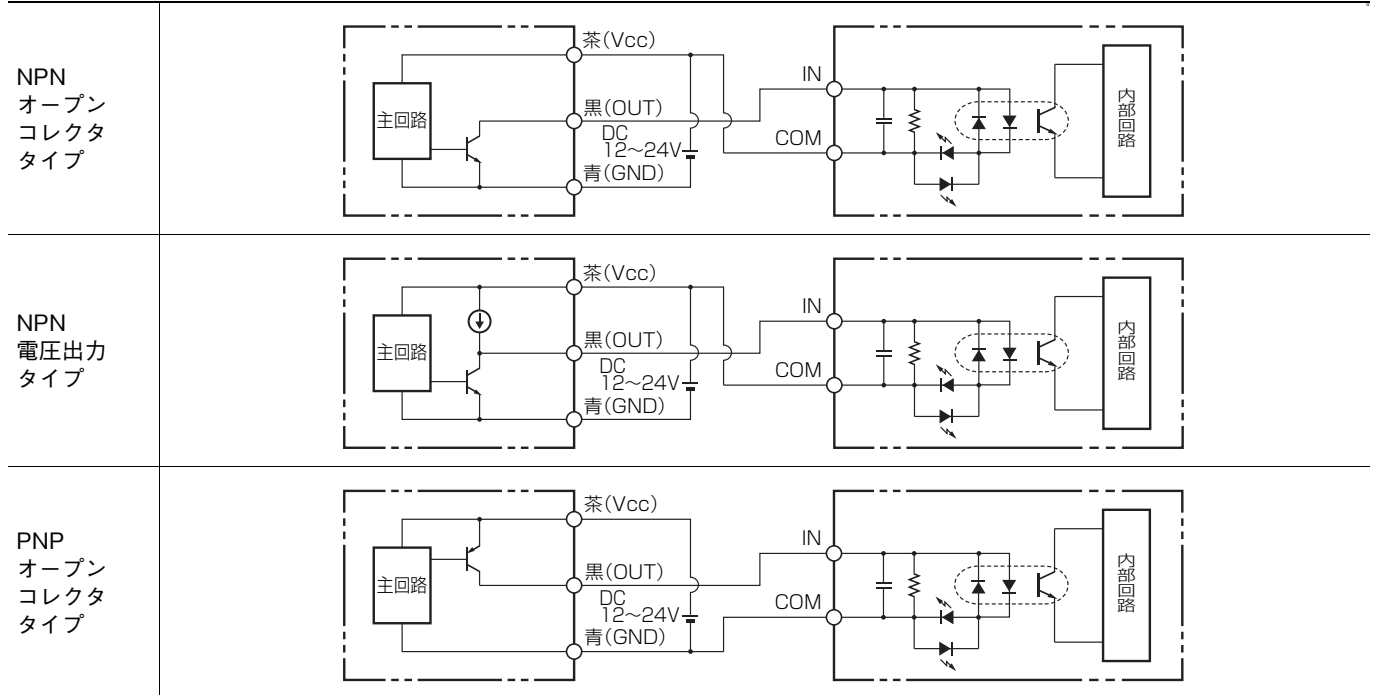 NPN
オープン
コレクタ
タイプ
主回路
茶(Vcc)
黒(OUT)
DC
12～24V
青(GND)
IN
COM
内部回路
NPN
電圧出力
タイプ
主回路
茶(Vcc)
黒(OUT)
DC
12～24V
青(GND)
IN
COM
内部回路
PNP
オープン
コレクタ
タイプ
主回路
茶(Vcc)
黒(OUT)
DC
12～24V
青(GND)
IN
COM
内部回路